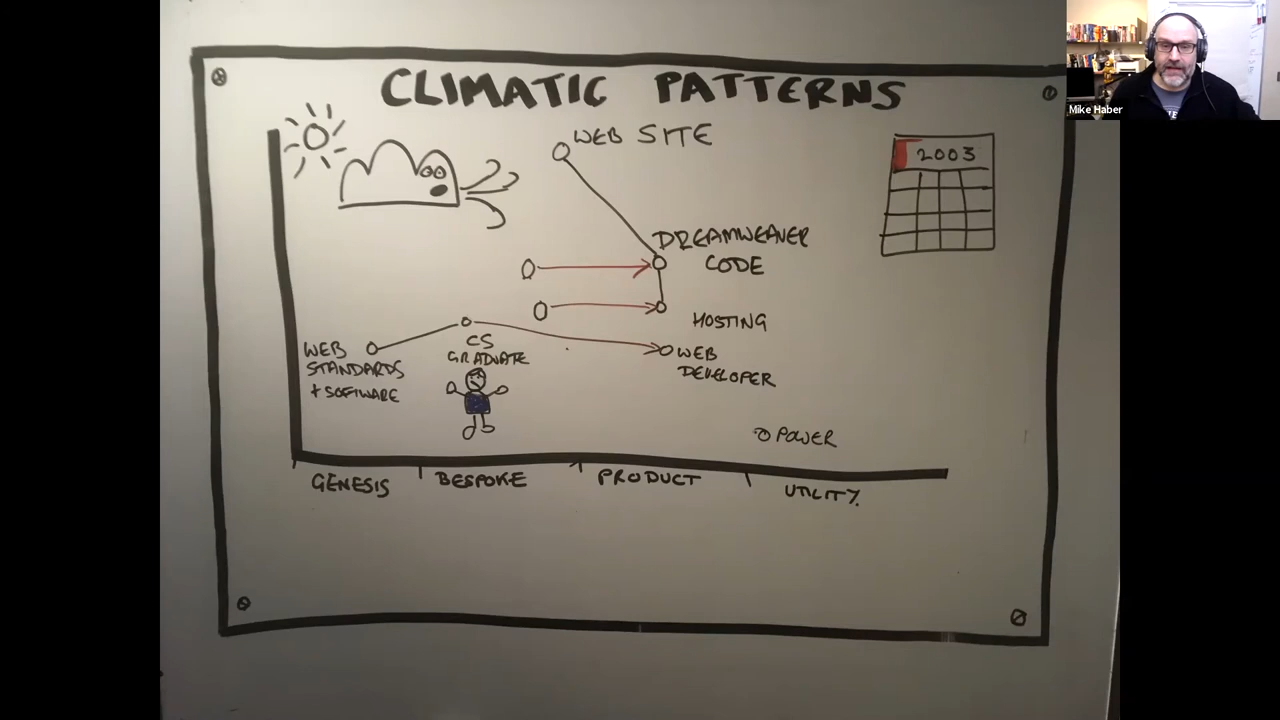 CLIMATIC PATTERNS
WEB SITE
2003
DREAMWEAVER
CODE
HOSTING
WEB
STANDARDS
+ SOFTWARE
CS
GRADUATE
WEB
DEVELOPER
POWER
GENESIS
BESPOKE
PRODUCT
UTILITY
Mike Haber